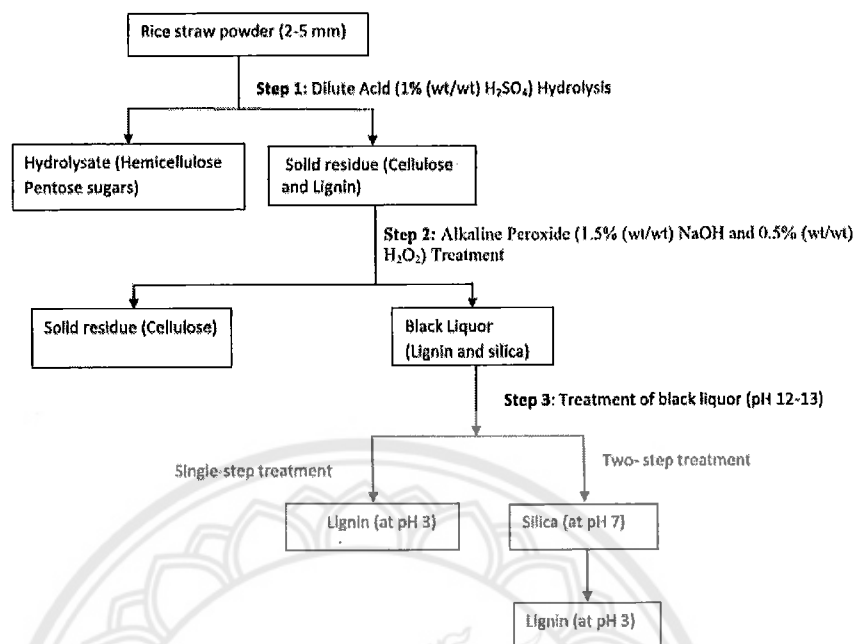 Rice straw powder (2-5 mm)
Step 1: Dilute Acid (1% (wt/wt) H₂SO₄) Hydrolysis
Hydrolysate (Hemicellulose
Pentose sugars)
Solid residue (Cellulose
and Lignin)
Step 2: Alkaline Peroxide (1.5% (wt/wt) NaOH and 0.5% (wt/wt)
H₂O₂) Treatment
Solid residue (Cellulose)
Black Liquor
(Lignin and silica)
Step 3: Treatment of black liquor (pH 12-13)
Single-step treatment
Two- step treatment
Lignin (at pH 3)
Silica (at pH 7)
Lignin (at pH 3)